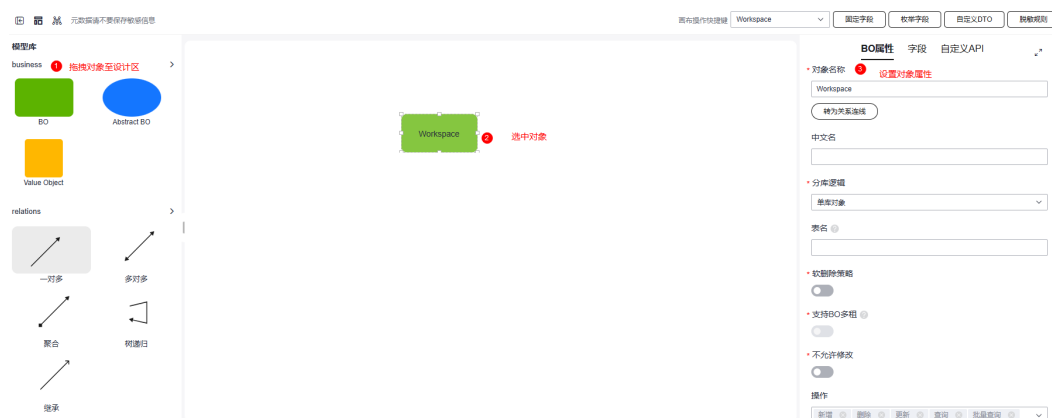 元数据请不要保存敏感信息
画布操作快捷键 Workspace 固定字段 枚举字段 自定义DTO 脱敏规则
模型库
business 1 拖拽对象至设计区
BO Abstract BO
Value Object
relations
一对多 多对多
聚合 树递归
继承
Workspace 2 选中对象
BO属性 字段 自定义API
* 对象名称 3 设置对象属性
Workspace
转为关系连线
中文名
* 分库逻辑
单库对象
表名
* 软删除策略
* 支持BO多租
* 不允许修改
操作
新增 删除 更新 查询 批量查询